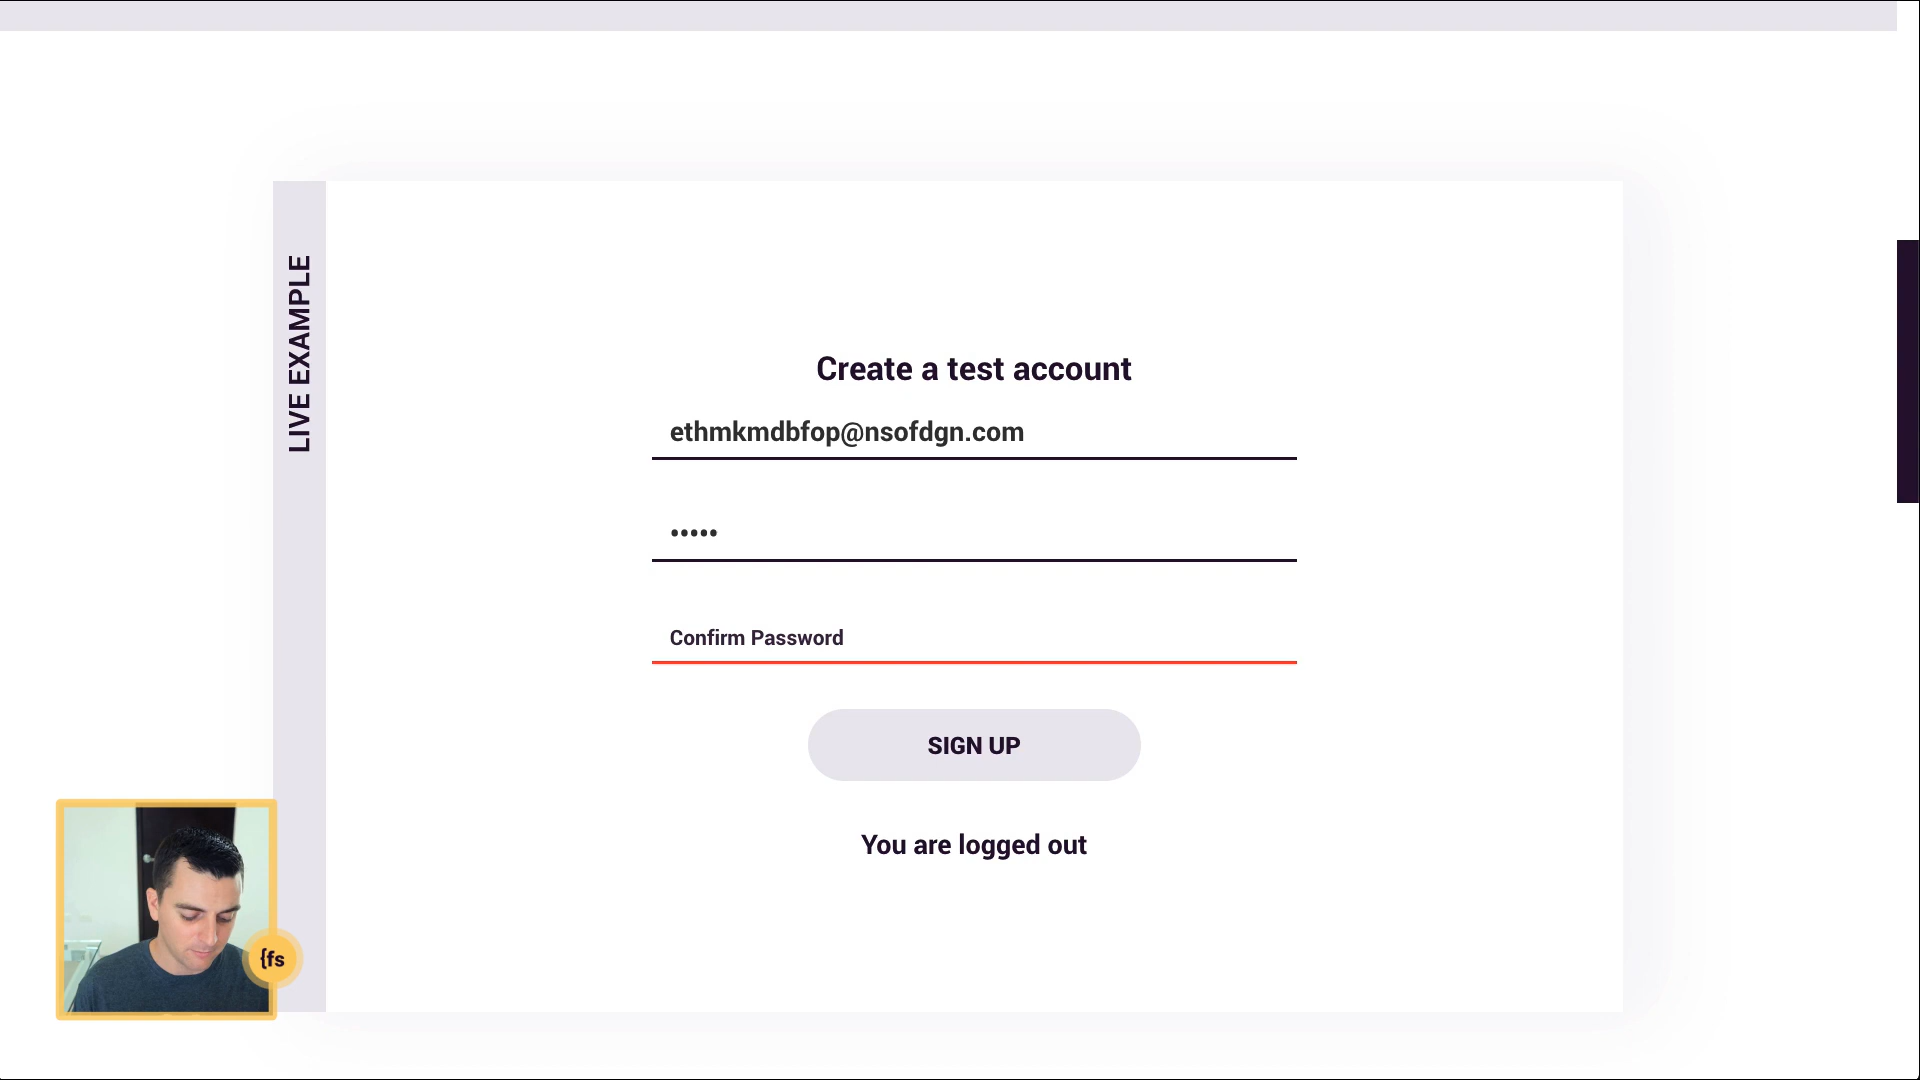 LIVE EXAMPLE
Create a test account
ethmkmdbfop@nsofdgn.com
•••••
Confirm Password
SIGN UP
You are logged out
{fs